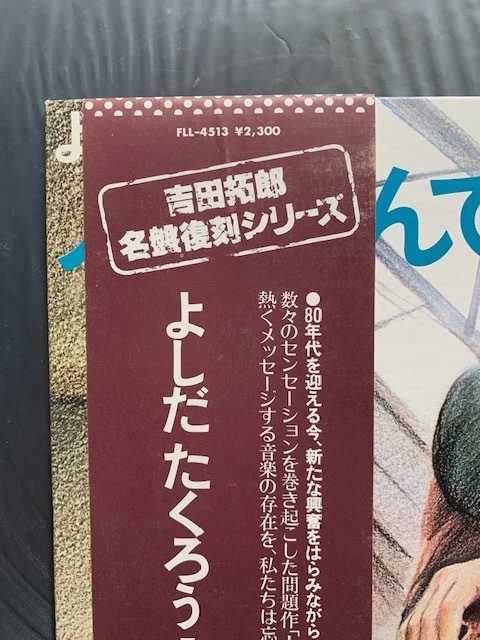 FLL-4513 ¥2,300
吉田拓郎
名盤復刻シリーズ
よしだたくろう
●80年代を迎える今、新たな興奮をはらみながら
数々のセンセーションを巻き起こした問題作
熱くメッセージする音楽の存在を、私たちは忘
よ
んて